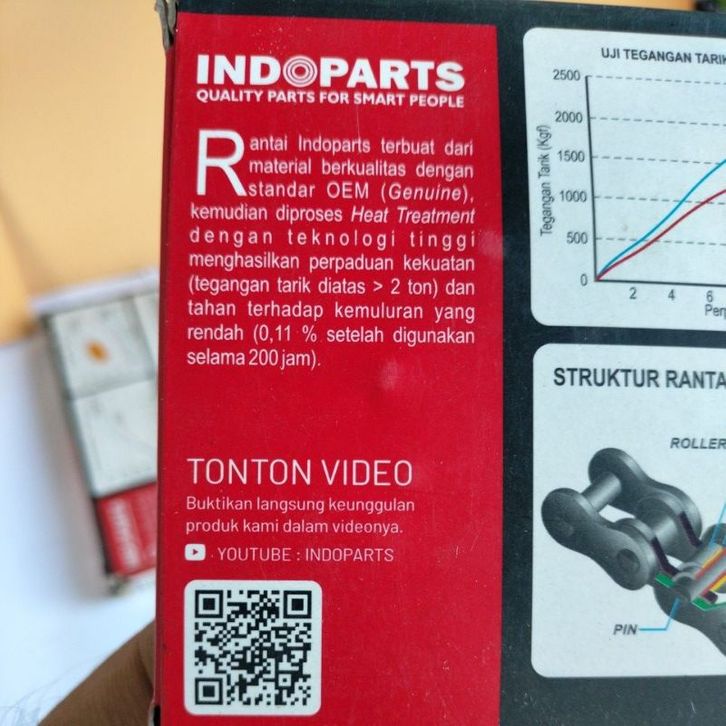 INDOPARTS
QUALITY PARTS FOR SMART PEOPLE
Rantai Indoparts terbuat dari
material berkualitas dengan
standar OEM (Genuine),
kemudian diproses Heat Treatment
dengan teknologi tinggi
menghasilkan perpaduan kekuatan
(tegangan tarik diatas > 2 ton) dan
tahan terhadap kemuluran yang
rendah (0,11 % setelah digunakan
selama 200 jam).
TONTON VIDEO
Buktikan langsung keunggulan
produk kami dalam videonya.
YOUTUBE : INDOPARTS
UJI TEGANGAN TARIK
Tegangan Tarik (Kgf)
2500
2000
1500
1000
500
0
2 4 6
Perp
STRUKTUR RANTA
ROLLER
PIN